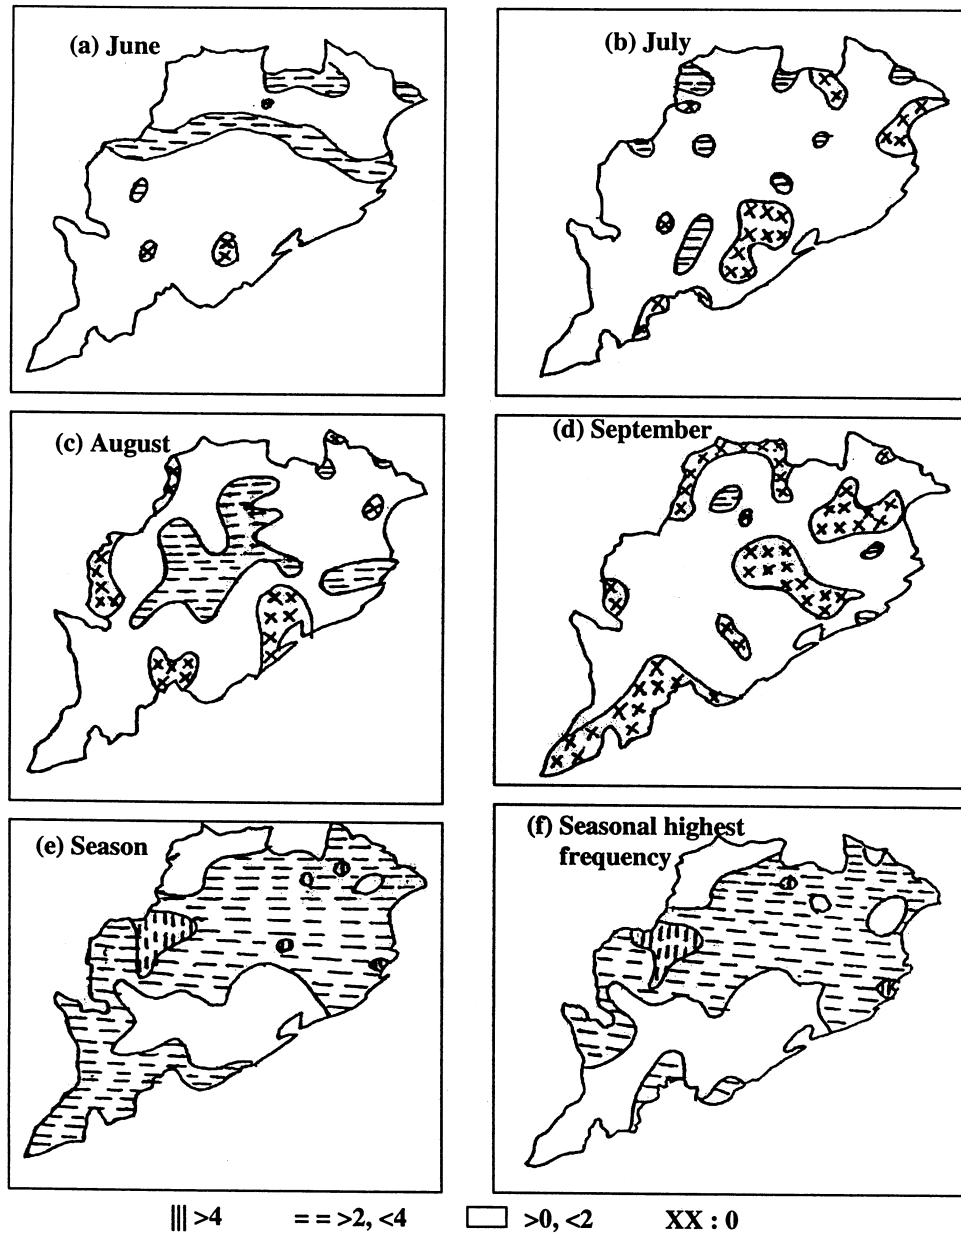 (a) June
(b) July
(c) August
(d) September
(e) Season
(f) Seasonal highest
frequency
||| >4
= = >2, <4
>0, <2
XX : 0